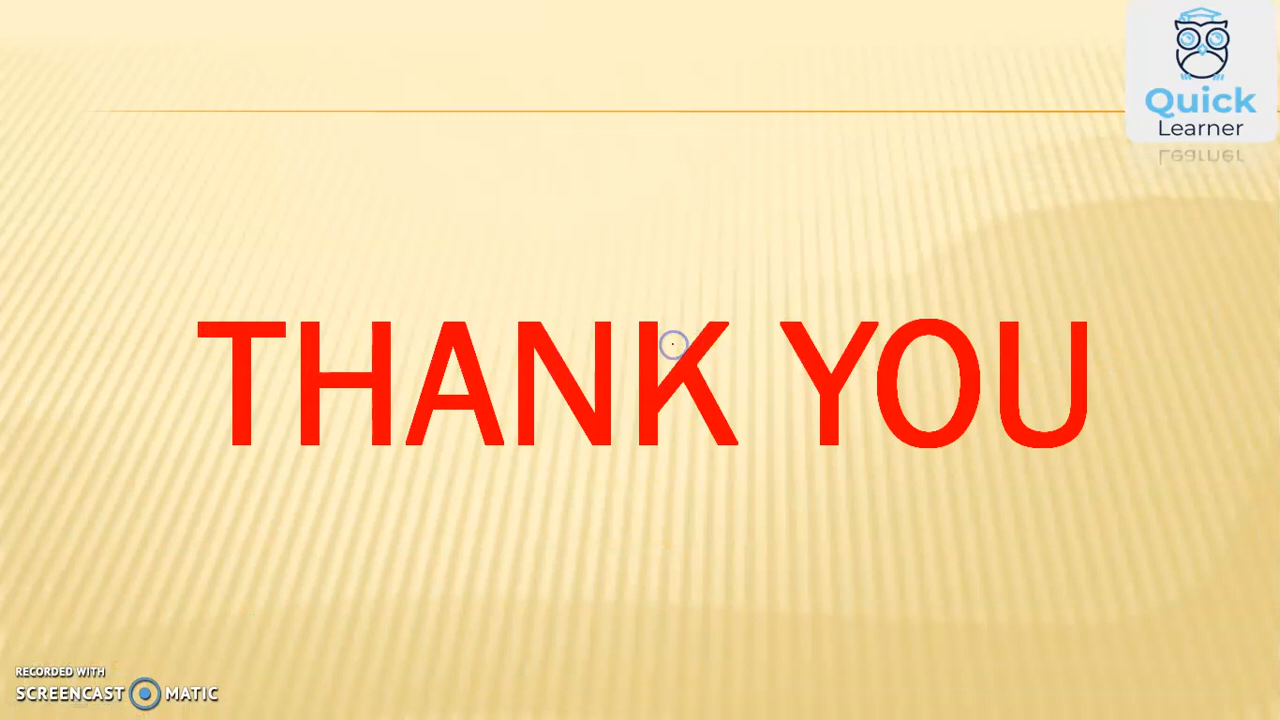 Quick
Learner
THANK YOU
RECORDED WITH
SCREENCAST MATIC